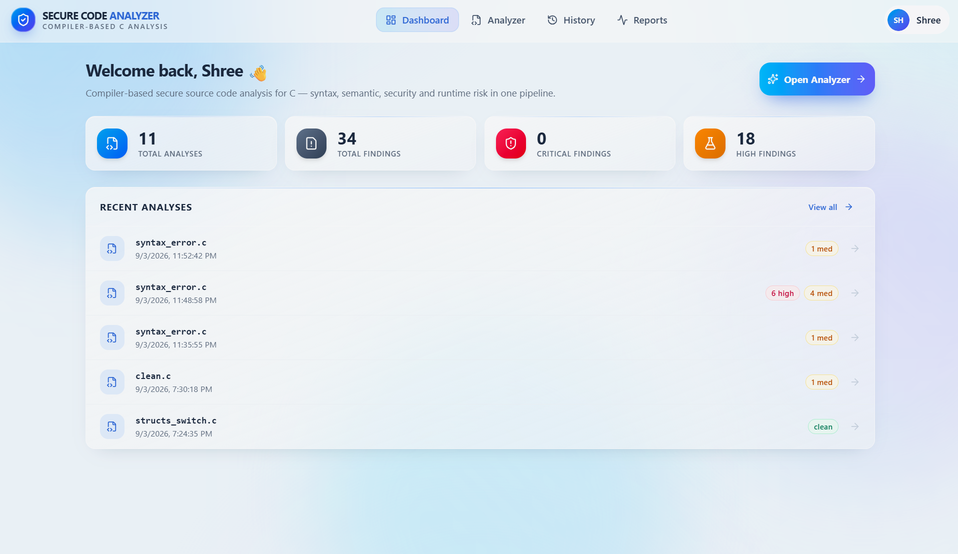 SECURE CODE ANALYZER
COMPILER-BASED C ANALYSIS
Dashboard
Analyzer
History
Reports
SH
Shree
Welcome back, Shree 👋
Compiler-based secure source code analysis for C — syntax, semantic, security and runtime risk in one pipeline.
Open Analyzer
11
TOTAL ANALYSES
34
TOTAL FINDINGS
0
CRITICAL FINDINGS
18
HIGH FINDINGS
RECENT ANALYSES
View all
syntax_error.c
9/3/2026, 11:52:42 PM
1 med
syntax_error.c
9/3/2026, 11:48:58 PM
6 high
4 med
syntax_error.c
9/3/2026, 11:35:55 PM
1 med
clean.c
9/3/2026, 7:30:18 PM
1 med
structs_switch.c
9/3/2026, 7:24:35 PM
clean